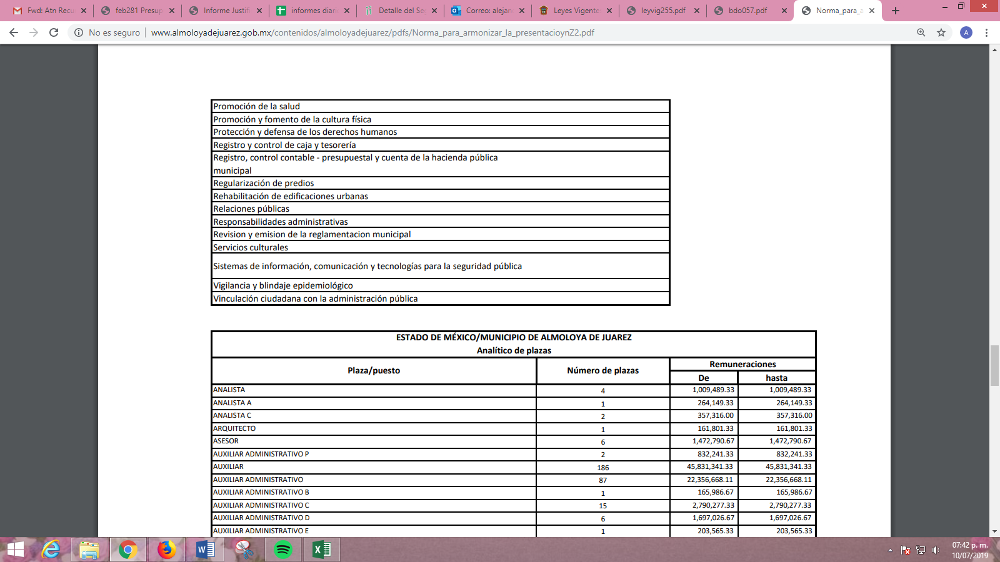 Fwd: Atn Recu
feb281 Presup
Informe Justifi
informes diari
Detalle del Se
Correo: alejan
Leyes Vigente
leyvig255.pdf
bdo057.pdf
Norma_para_a
No es seguro | www.almoloyadejuarez.gob.mx/contenidos/almoloyadejuarez/pdfs/Norma_para_armonizar_la_presentacioynZ2.pdf
A
Promoción de la salud
Promoción y fomento de la cultura física
Protección y defensa de los derechos humanos
Registro y control de caja y tesorería
Registro, control contable - presupuestal y cuenta de la hacienda pública
municipal
Regularización de predios
Rehabilitación de edificaciones urbanas
Relaciones públicas
Responsabilidades administrativas
Revision y emision de la reglamentacion municipal
Servicios culturales
Sistemas de información, comunicación y tecnologías para la seguridad pública
Vigilancia y blindaje epidemiológico
Vinculación ciudadana con la administración pública
ESTADO DE MÉXICO/MUNICIPIO DE ALMOLOYA DE JUAREZ
Analítico de plazas
Plaza/puesto Número de plazas Remuneraciones
De hasta
ANALISTA 4 1,009,489.33 1,009,489.33
ANALISTA A 1 264,149.33 264,149.33
ANALISTA C 2 357,316.00 357,316.00
ARQUITECTO 1 161,801.33 161,801.33
ASESOR 6 1,472,790.67 1,472,790.67
AUXILIAR ADMINISTRATIVO P 2 832,241.33 832,241.33
AUXILIAR 186 45,831,341.33 45,831,341.33
AUXILIAR ADMINISTRATIVO 87 22,356,668.11 22,356,668.11
AUXILIAR ADMINISTRATIVO B 1 165,986.67 165,986.67
AUXILIAR ADMINISTRATIVO C 15 2,790,277.33 2,790,277.33
AUXILIAR ADMINISTRATIVO D 6 1,697,026.67 1,697,026.67
AUXILIAR ADMINISTRATIVO E 1 203,565.33 203,565.33
07:42 p. m.
10/07/2019